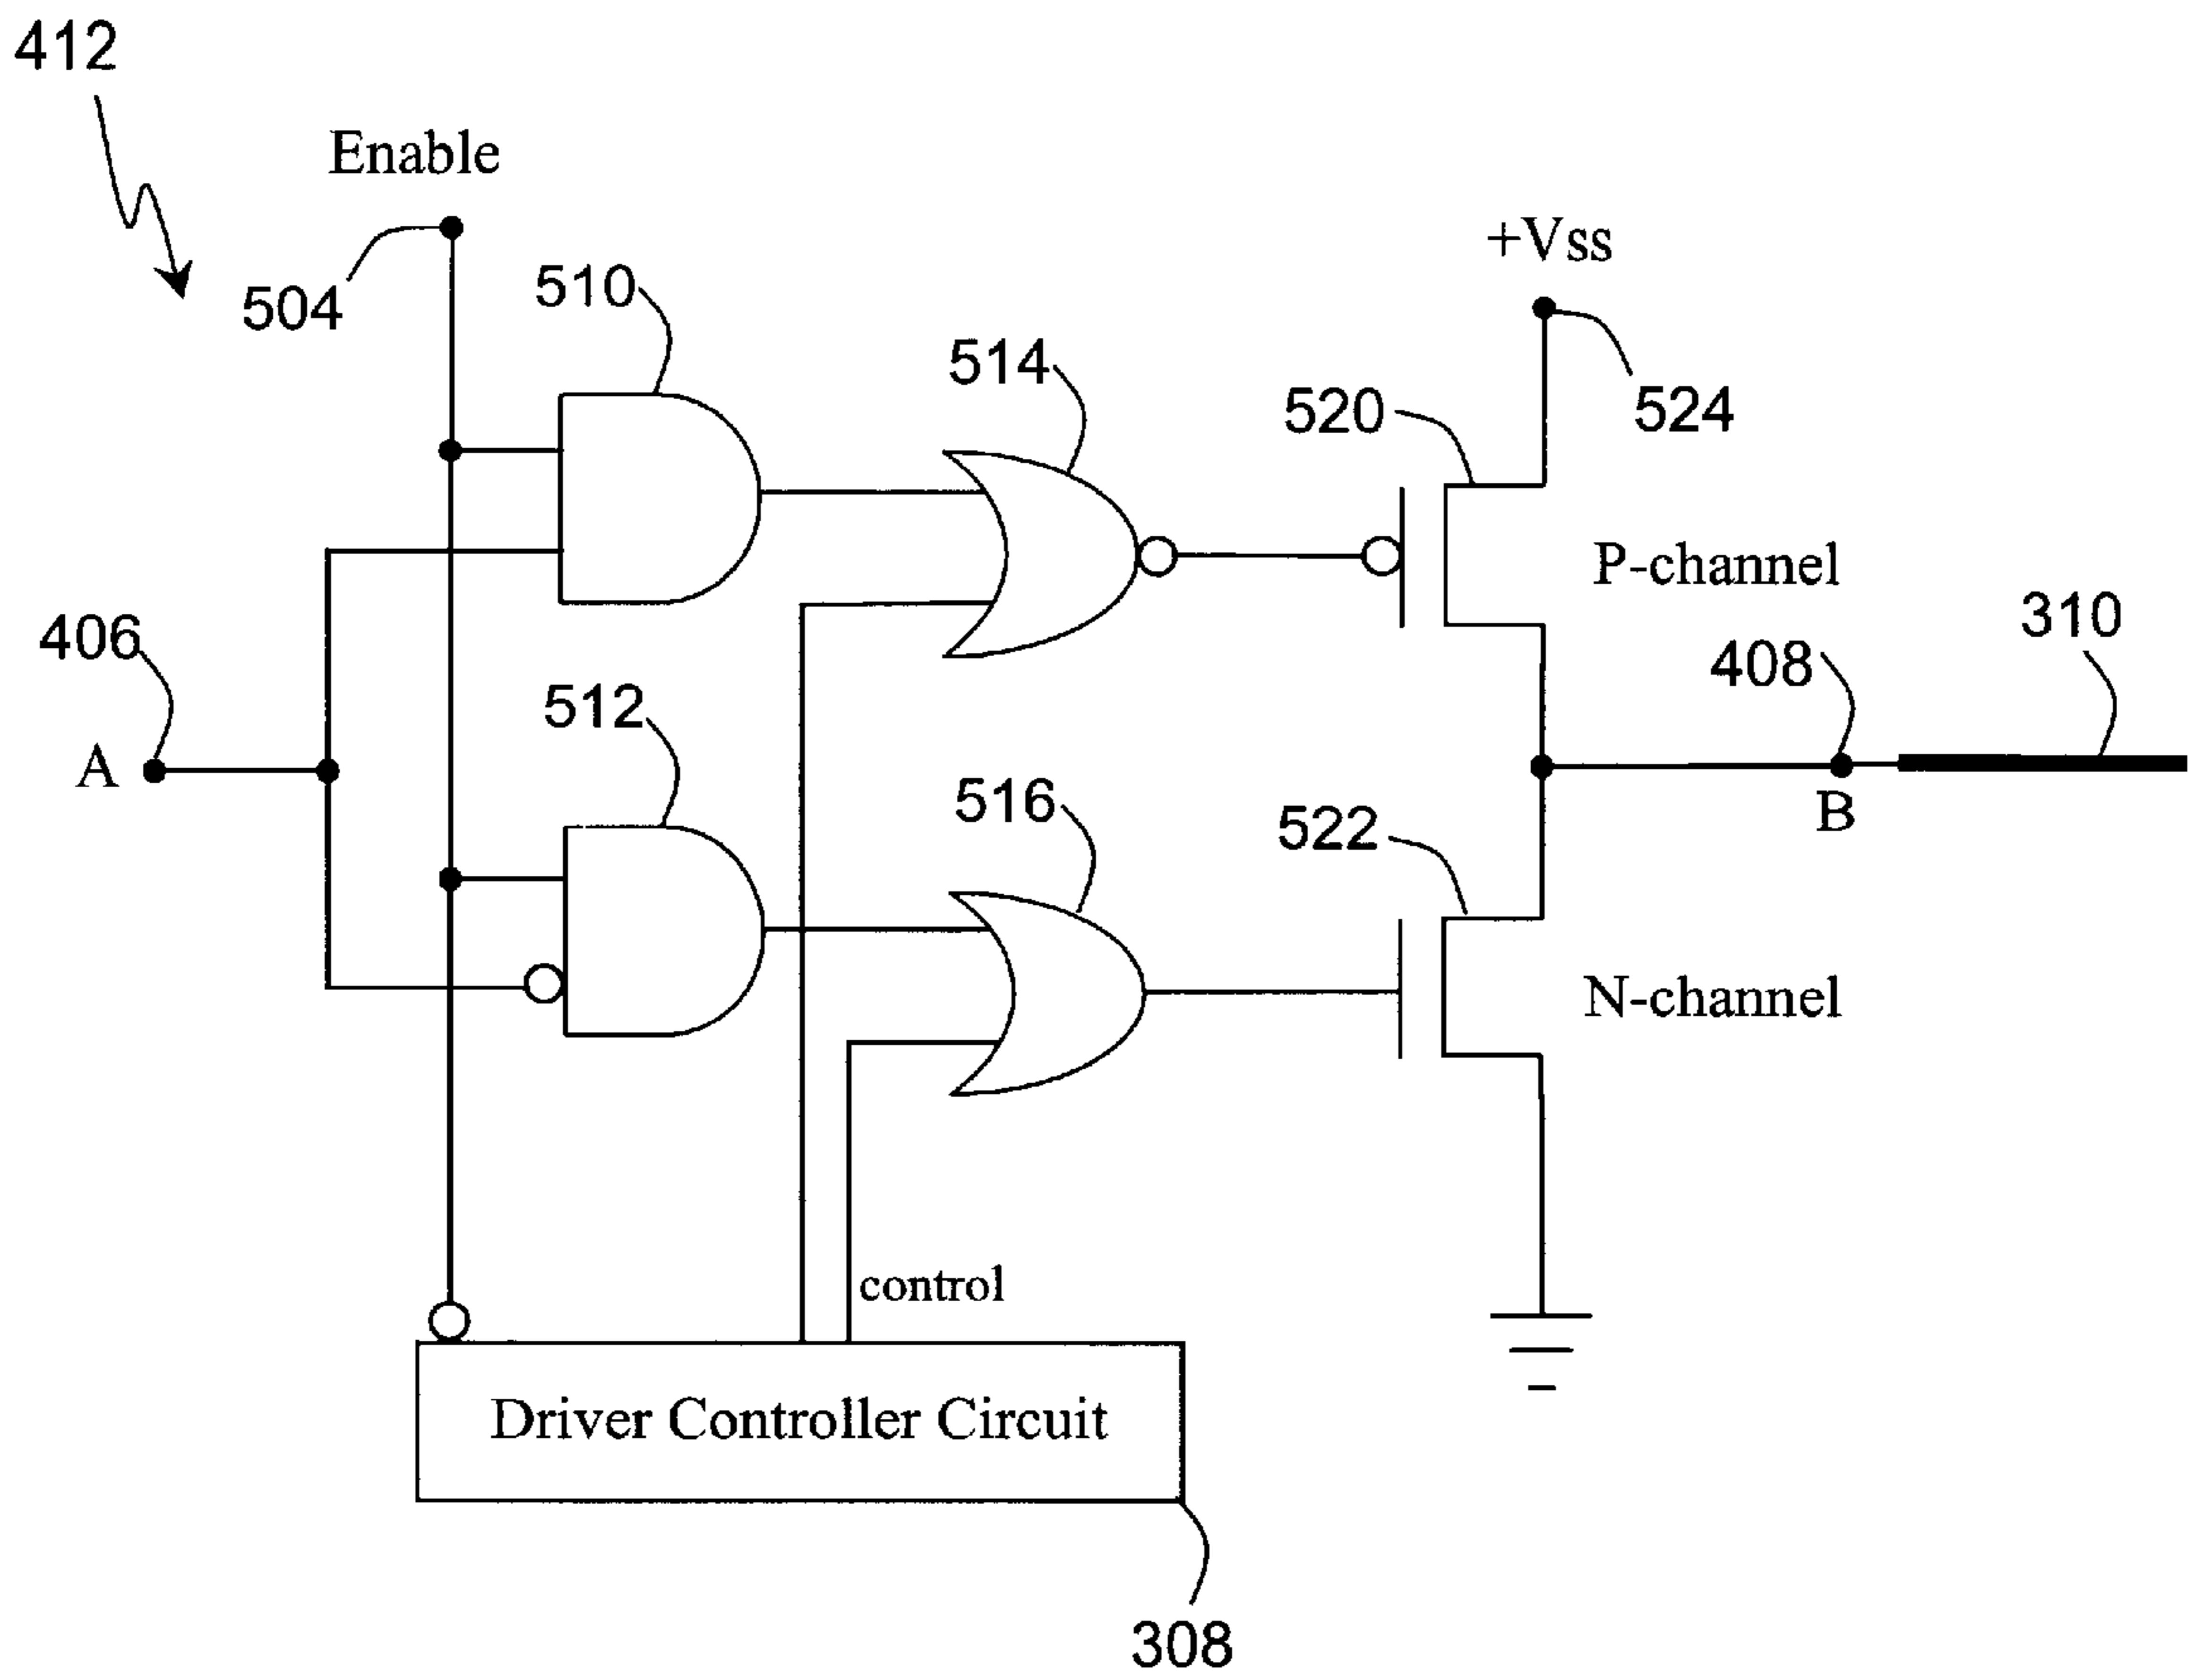 412
Enable
504
510
+Vss
514
520
524
P-channel
406
310
408
512
A
516
522
B
N-channel
control
Driver Controller Circuit
308